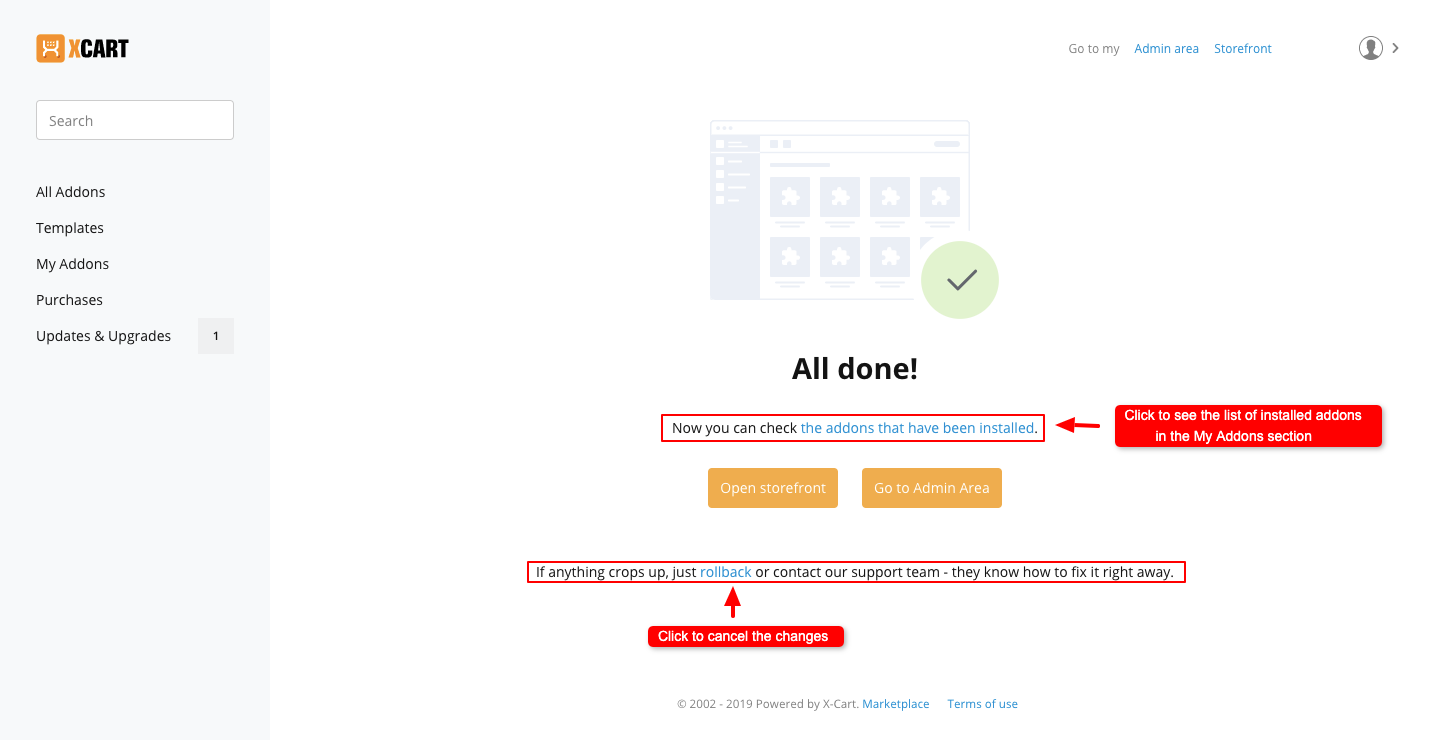 XCART
Go to my Admin area Storefront
Search
All Addons
Templates
My Addons
Purchases
Updates & Upgrades 1
All done!
Now you can check the addons that have been installed.
Click to see the list of installed addons
in the My Addons section
Open storefront Go to Admin Area
If anything crops up, just rollback or contact our support team - they know how to fix it right away.
Click to cancel the changes
© 2002 - 2019 Powered by X-Cart. Marketplace Terms of use